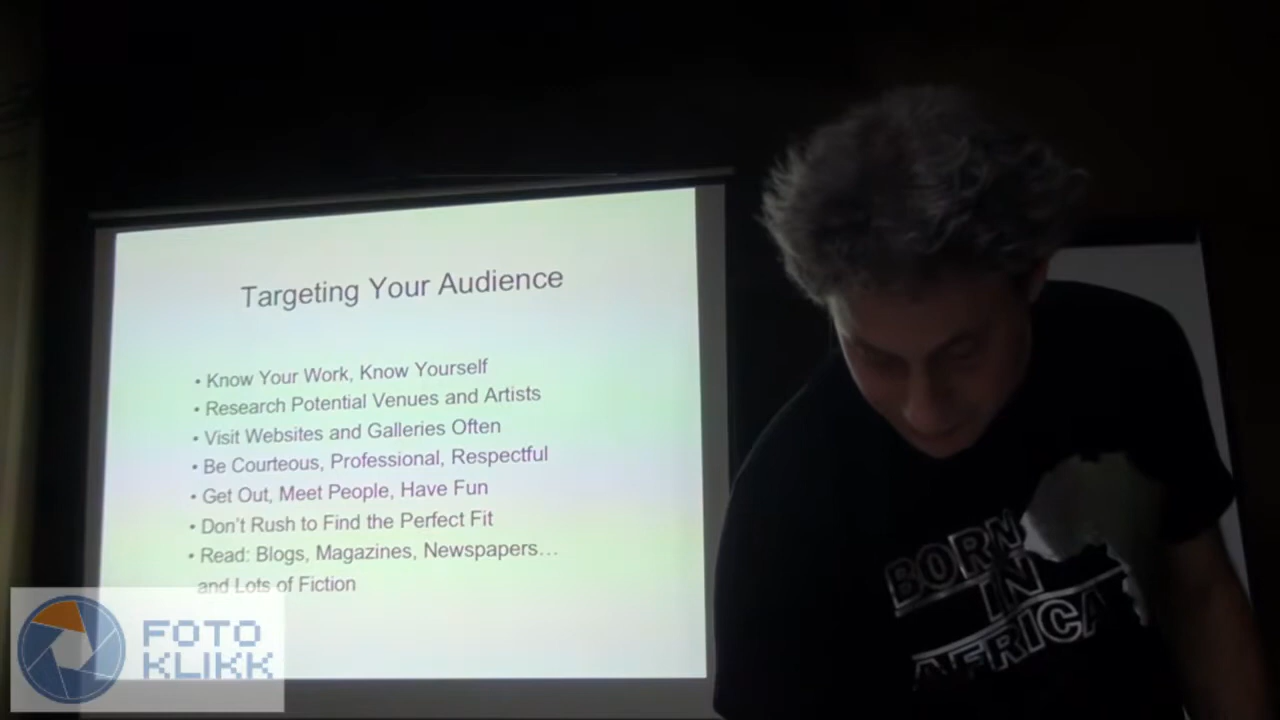 Targeting Your Audience
• Know Your Work, Know Yourself
• Research Potential Venues and Artists
• Visit Websites and Galleries Often
• Be Courteous, Professional, Respectful
• Get Out, Meet People, Have Fun
• Don't Rush to Find the Perfect Fit
• Read: Blogs, Magazines, Newspapers…
and Lots of Fiction
BORN
IN
AFRICA
FOTO
KLIKK